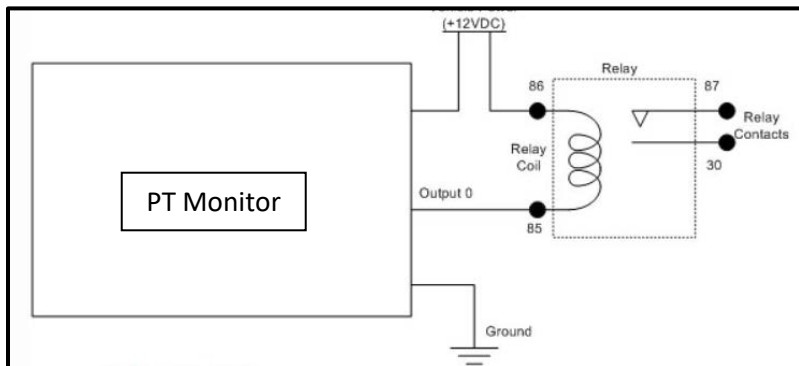 (+12VDC)
Relay
86
87
Relay
Contacts
Relay
Coil
30
PT Monitor
Output 0
85
Ground